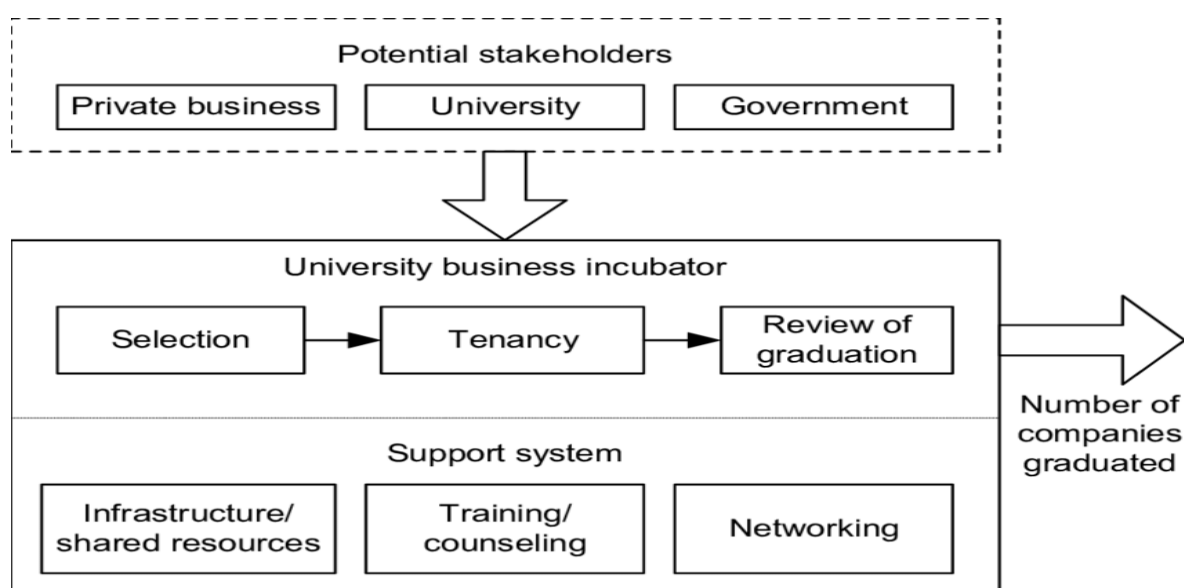 Potential stakeholders
Private business
University
Government
University business incubator
Selection
Tenancy
Review of
graduation
Number of
companies
graduated
Support system
Infrastructure/
shared resources
Training/
counseling
Networking